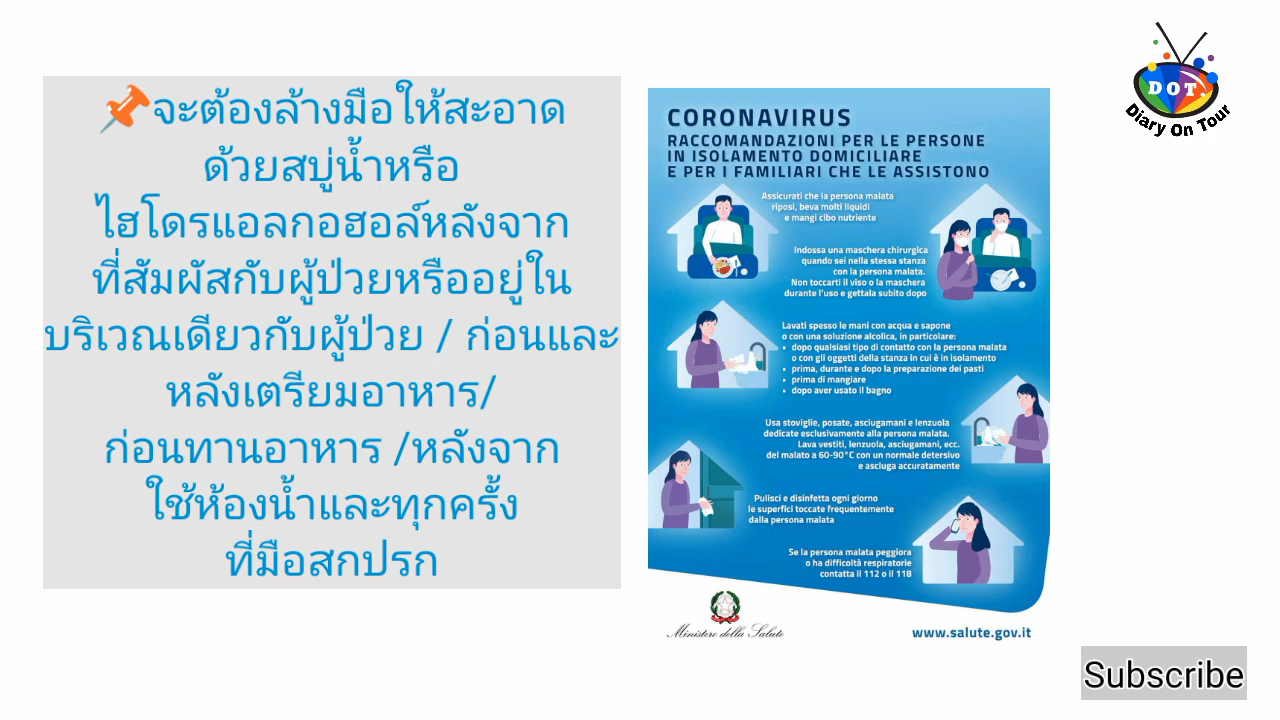 จะต้องล้างมือให้สะอาด
ด้วยสบู่น้ำหรือ
ไฮโดรแอลกอฮอล์หลังจาก
ที่สัมผัสกับผู้ป่วยหรืออยู่ใน
บริเวณเดียวกับผู้ป่วย / ก่อนและ
หลังเตรียมอาหาร/
ก่อนทานอาหาร /หลังจาก
ใช้ห้องน้ำและทุกครั้ง
ที่มือสกปรก
CORONAVIRUS
RACCOMANDAZIONI PER LE PERSONE
IN ISOLAMENTO DOMICILIARE
E PER I FAMILIARI CHE LE ASSISTONO
Assicurati che la persona malata
riposi, beva molti liquidi
e mangi cibo nutriente
Indossa una maschera chirurgica
quando sei nella stessa stanza
con la persona malata.
Non toccarti il viso o la maschera
durante l'uso e gettala subito dopo
Lavati spesso le mani con acqua e sapone
o con una soluzione alcolica, in particolare:
• dopo qualsiasi tipo di contatto con la persona malata
o con gli oggetti della stanza in cui è in isolamento
• prima, durante e dopo la preparazione dei pasti
• prima di mangiare
• dopo aver usato il bagno
Usa stoviglie, posate, asciugamani e lenzuola
dedicate esclusivamente alla persona malata.
Lava vestiti, lenzuola, asciugamani, ecc.
del malato a 60-90°C con un normale detersivo
e asciuga accuratamente
Pulisci e disinfetta ogni giorno
le superfici toccate frequentemente
dalla persona malata
Se la persona malata peggiora
o ha difficoltà respiratorie
contatta il 112 o il 118
Ministero della Salute
www.salute.gov.it
DOT.
Diary On Tour
Subscribe